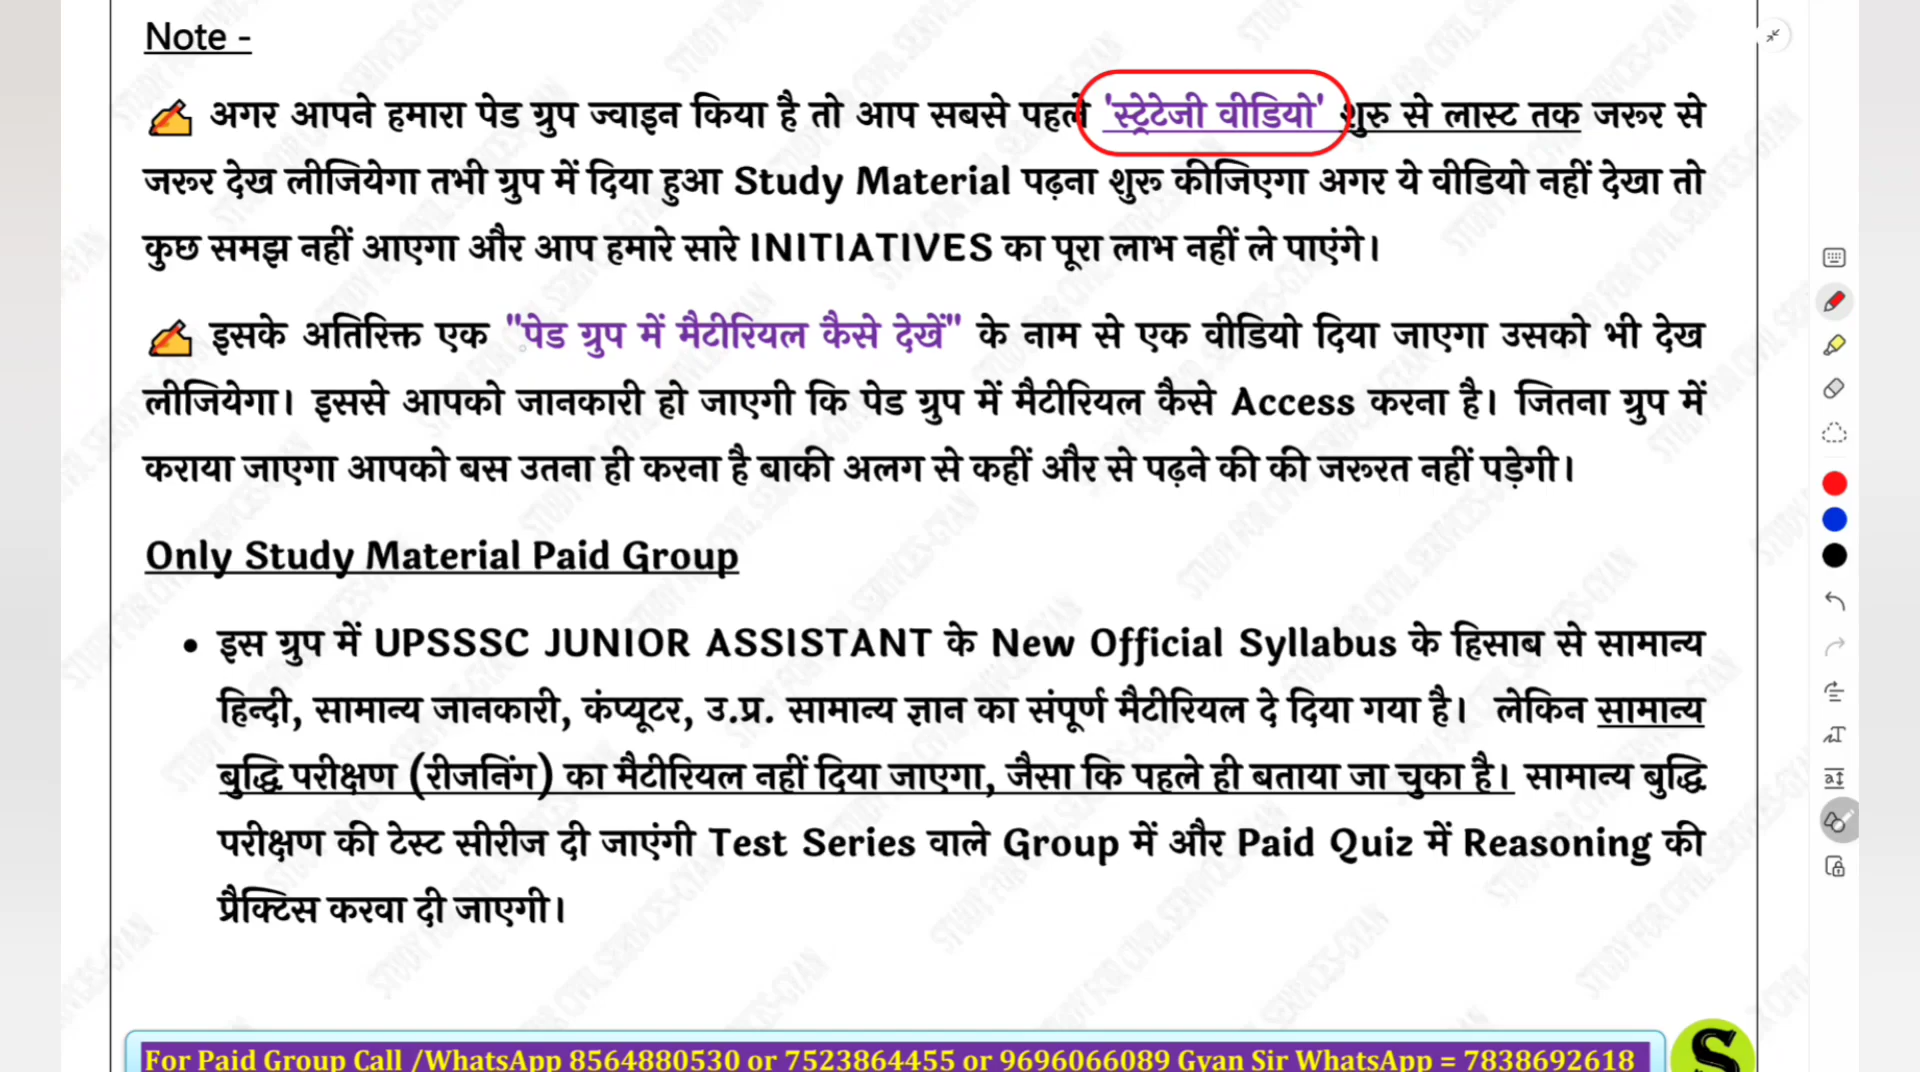 Note -
✍ अगर आपने हमारा पेड ग्रुप ज्वाइन किया है तो आप सबसे पहले 'स्ट्रेटेजी वीडियो' शुरु से लास्ट तक जरूर से
जरूर देख लीजियेगा तभी ग्रुप में दिया हुआ Study Material पढ़ना शुरू कीजिएगा अगर ये वीडियो नहीं देखा तो
कुछ समझ नहीं आएगा और आप हमारे सारे INITIATIVES का पूरा लाभ नहीं ले पाएंगे।
✍ इसके अतिरिक्त एक "पेड ग्रुप में मैटीरियल कैसे देखें" के नाम से एक वीडियो दिया जाएगा उसको भी देख
लीजियेगा। इससे आपको जानकारी हो जाएगी कि पेड ग्रुप में मैटीरियल कैसे Access करना है। जितना ग्रुप में
कराया जाएगा आपको बस उतना ही करना है बाकी अलग से कहीं और से पढ़ने की की जरूरत नहीं पड़ेगी।
Only Study Material Paid Group
• इस ग्रुप में UPSSSC JUNIOR ASSISTANT के New Official Syllabus के हिसाब से सामान्य
हिन्दी, सामान्य जानकारी, कंप्यूटर, उ.प्र. सामान्य ज्ञान का संपूर्ण मैटीरियल दे दिया गया है। लेकिन सामान्य
बुद्धि परीक्षण (रीजनिंग) का मैटीरियल नहीं दिया जाएगा, जैसा कि पहले ही बताया जा चुका है। सामान्य बुद्धि
परीक्षण की टेस्ट सीरीज दी जाएंगी Test Series वाले Group में और Paid Quiz में Reasoning की
प्रैक्टिस करवा दी जाएगी।
For Paid Group Call /WhatsApp 8564880530 or 7523864455 or 9696066089 Gyan Sir WhatsApp = 7838692618
S
STUDY FOR CIVIL SERVICES-GYAN